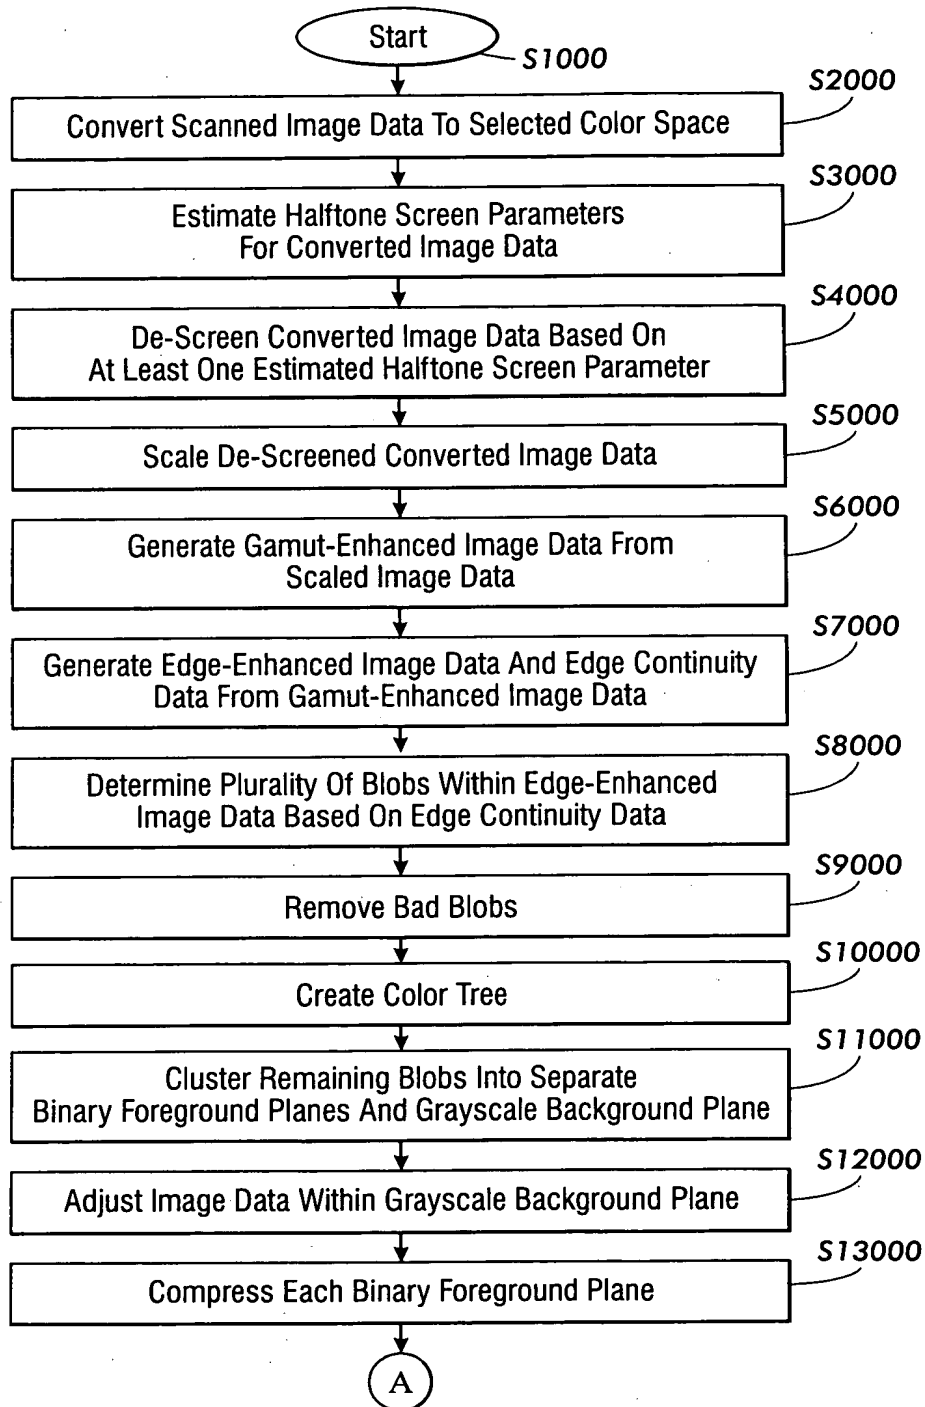 Start
S1000
S2000
Convert Scanned Image Data To Selected Color Space
S3000
Estimate Halftone Screen Parameters
For Converted Image Data
S4000
De-Screen Converted Image Data Based On
At Least One Estimated Halftone Screen Parameter
S5000
Scale De-Screened Converted Image Data
S6000
Generate Gamut-Enhanced Image Data From
Scaled Image Data
S7000
Generate Edge-Enhanced Image Data And Edge Continuity
Data From Gamut-Enhanced Image Data
S8000
Determine Plurality Of Blobs Within Edge-Enhanced
Image Data Based On Edge Continuity Data
S9000
Remove Bad Blobs
S10000
Create Color Tree
S11000
Cluster Remaining Blobs Into Separate
Binary Foreground Planes And Grayscale Background Plane
S12000
Adjust Image Data Within Grayscale Background Plane
S13000
Compress Each Binary Foreground Plane
A